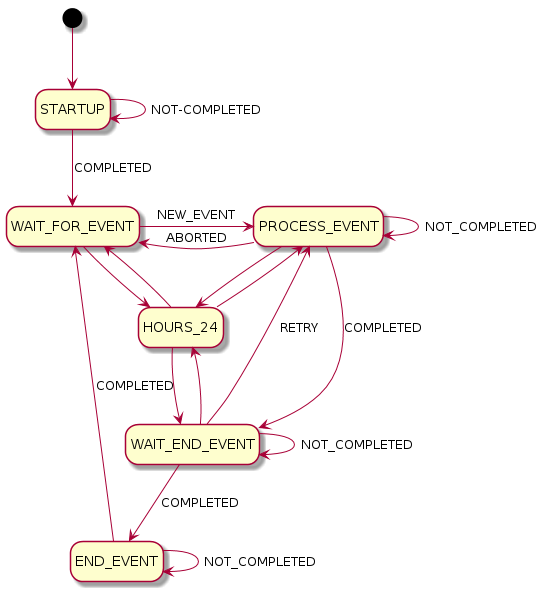 STARTUP
NOT-COMPLETED
COMPLETED
WAIT_FOR_EVENT
NEW_EVENT
PROCESS_EVENT
NOT_COMPLETED
ABORTED
HOURS_24
RETRY
COMPLETED
COMPLETED
WAIT_END_EVENT
NOT_COMPLETED
COMPLETED
END_EVENT
NOT_COMPLETED